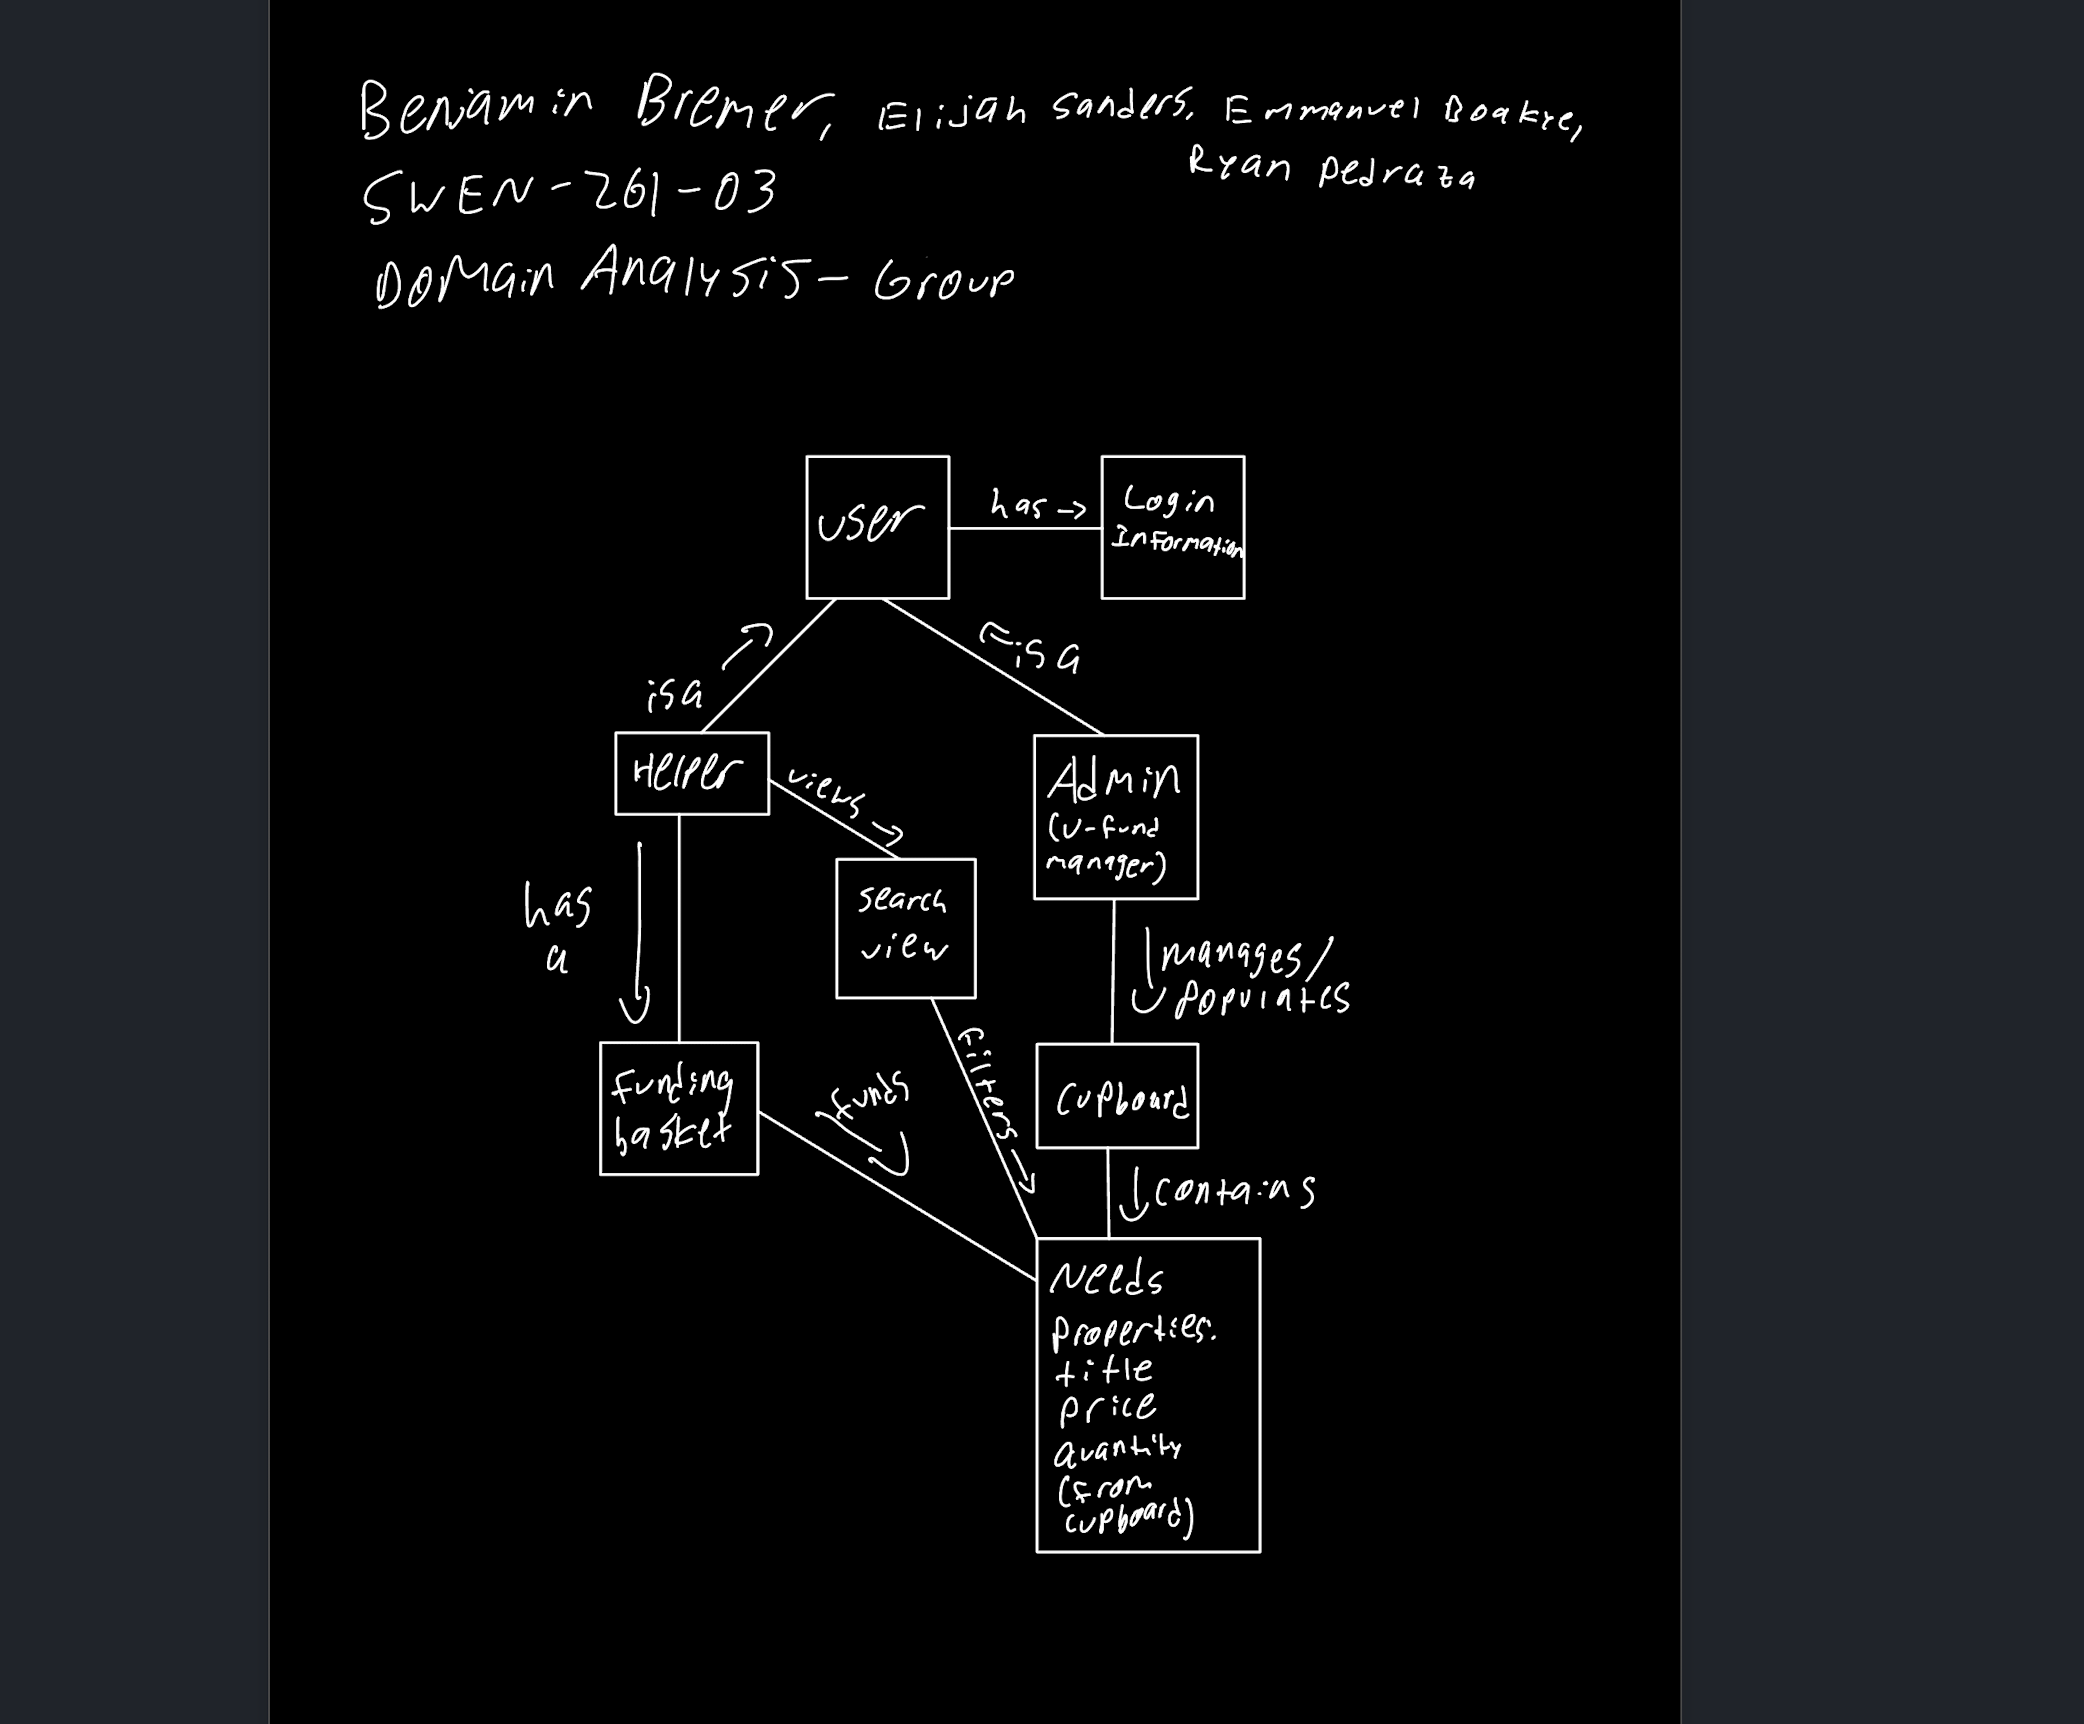 Benjamin Bremer, Elijah Sanders, Emmanuel Boakye,
Ryan Pedraza
SWEN-261-03
Domain Analysis - Group
User
has →
Login
Information
is a
is a
Helper
views →
Admin
(U-fund
manager)
has
a
search
view
manages/
populates
funding
basket
funds
filters →
Cupboard
contains
Needs
properties:
title
price
quantity
(from
cupboard)